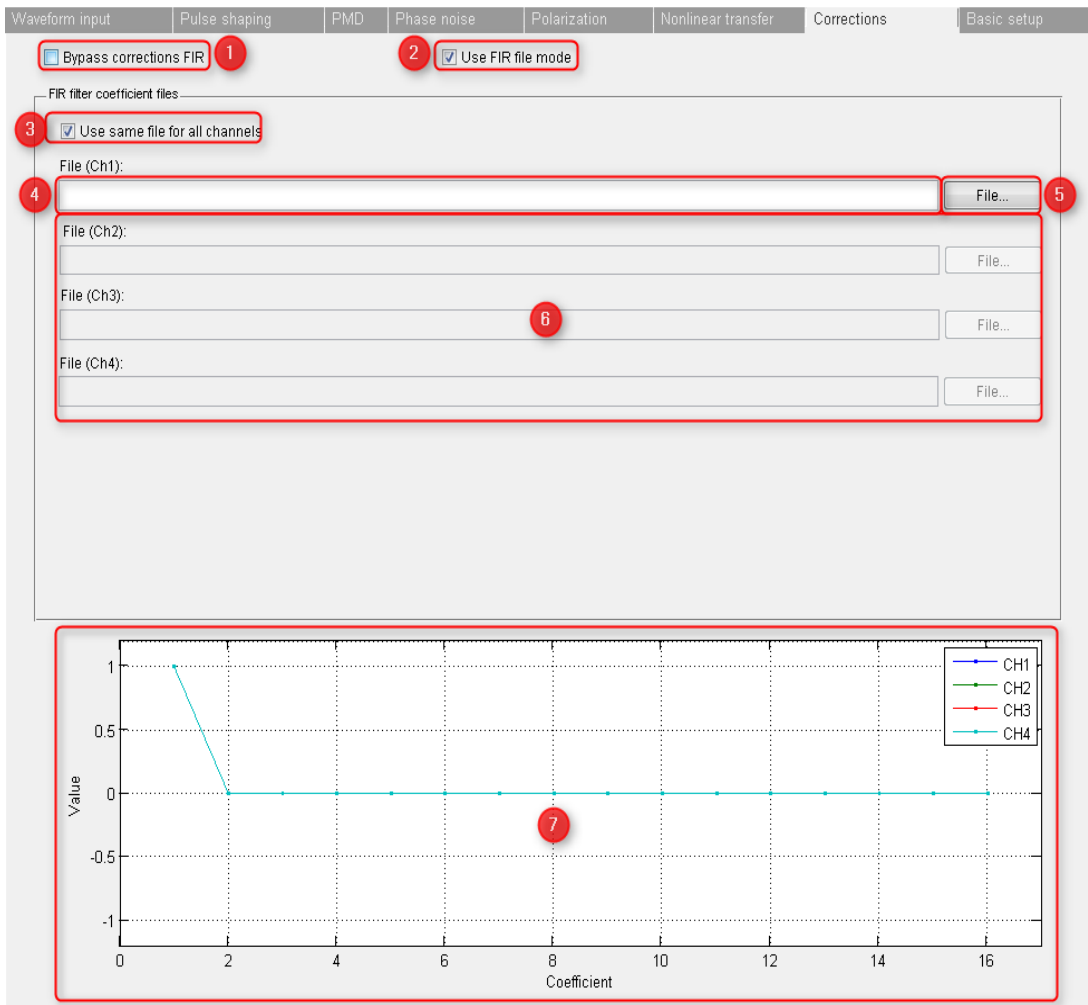 Waveform input Pulse shaping PMD Phase noise Polarization Nonlinear transfer Corrections Basic setup
Bypass corrections FIR 1 2 Use FIR file mode
FIR filter coefficient files
3 Use same file for all channels
File (Ch1):
4 File... 5
File (Ch2):
File...
File (Ch3):
6 File...
File (Ch4):
File...
CH1
CH2
CH3
CH4
1
0.5
0
-0.5
-1
Value
7
0 2 4 6 8 10 12 14 16
Coefficient